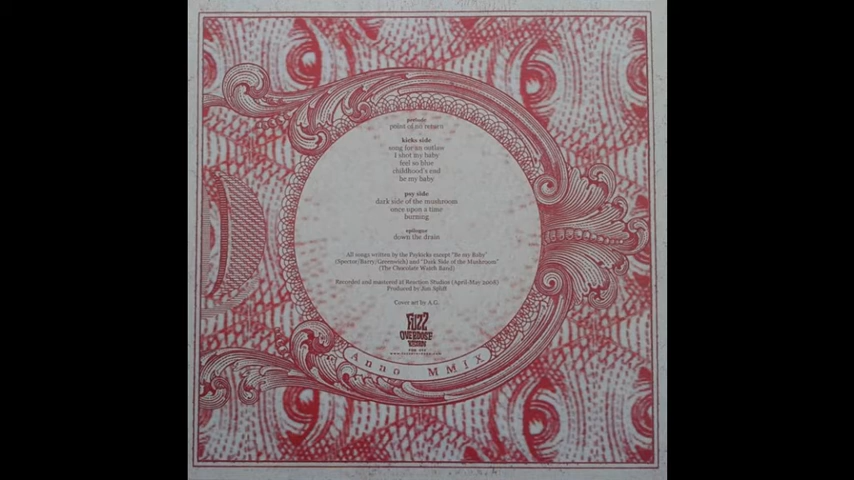 prelude
point of no return
kicks side
song for an outlaw
I shot my baby
feel so blue
childhood's end
be my baby
psy side
dark side of the mushroom
once upon a time
burning
epilogue
down the drain
All songs written by the Psykicks except "Be my Baby"
(Spector/Barry/Greenwich) and "Dark Side of the Mushroom"
(The Chocolate Watch Band)
Recorded and mastered at Reaction Studios (April/May 2008)
Produced by Jan
Cover art by A.G.
FUZZ
OVERDOSE
Anno MMIX